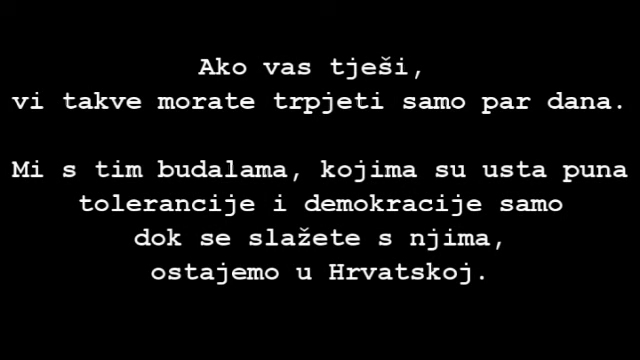 Ako vas tješi,
vi takve morate trpjeti samo par dana.
Mi s tim budalama, kojima su usta puna
tolerancije i demokracije samo
dok se slažete s njima,
ostajemo u Hrvatskoj.